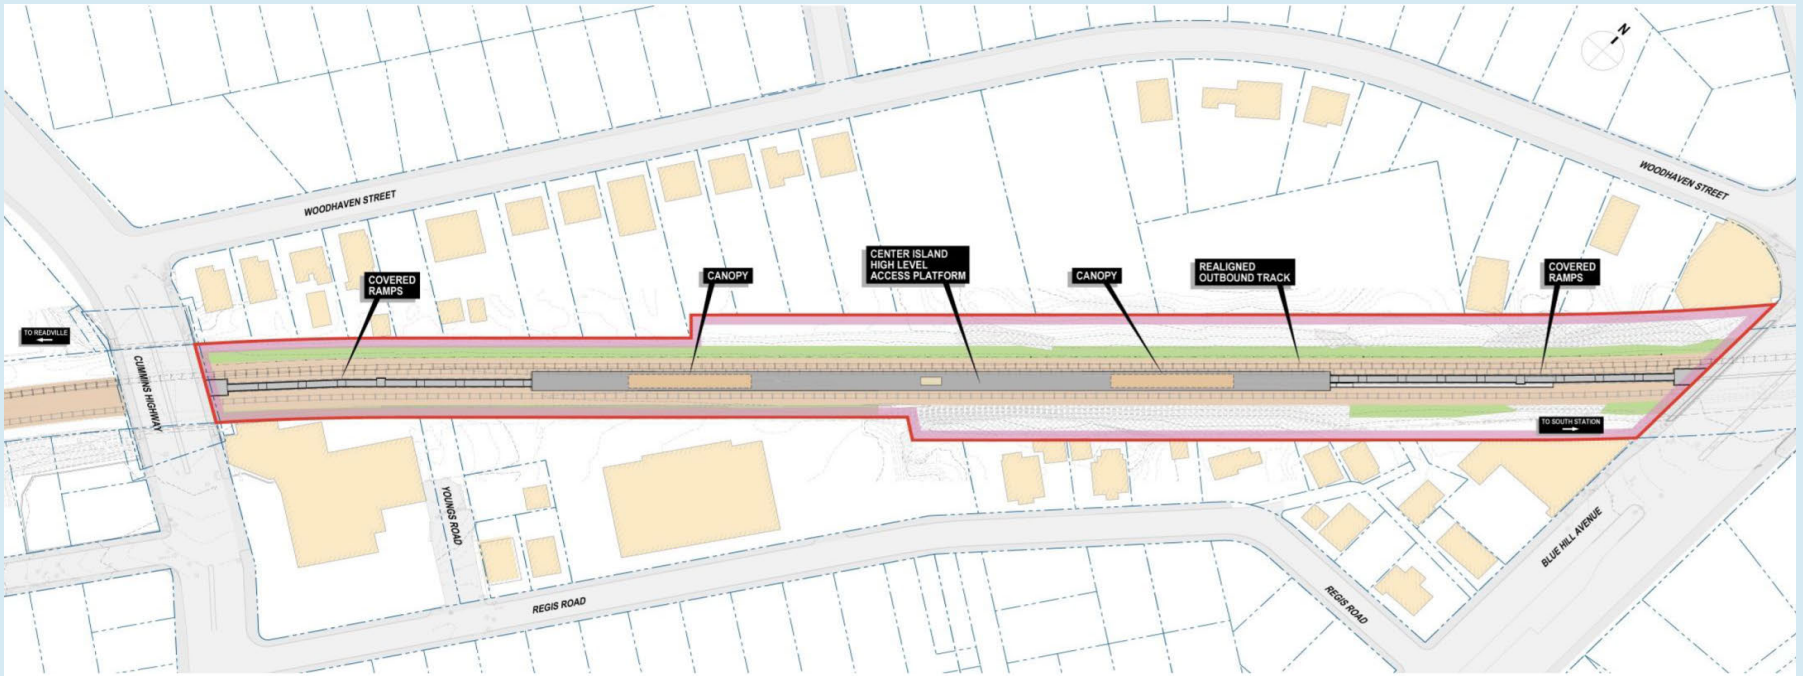 N
WOODHAVEN STREET
WOODHAVEN STREET
COVERED
RAMPS
CANOPY
CENTER ISLAND
HIGH LEVEL
ACCESS PLATFORM
CANOPY
REALIGNED
OUTBOUND TRACK
COVERED
RAMPS
TO READVILLE
CUMMINS HIGHWAY
TO SOUTH STATION
YOUNGS ROAD
BLUE HILL AVENUE
REGIS ROAD
REGIS ROAD